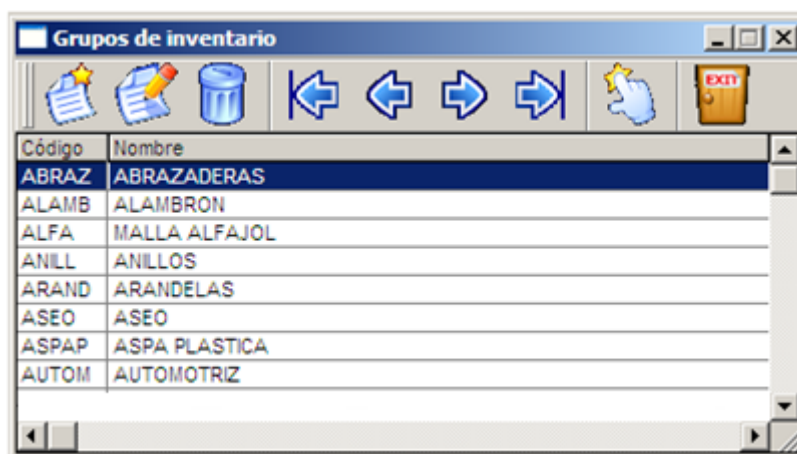 Grupos de inventario
EXIT
Código Nombre
ABRAZ ABRAZADERAS
ALAMB ALAMBRON
ALFA MALLA ALFAJOL
ANILL ANILLOS
ARAND ARANDELAS
ASEO ASEO
ASPAP ASPA PLASTICA
AUTOM AUTOMOTRIZ